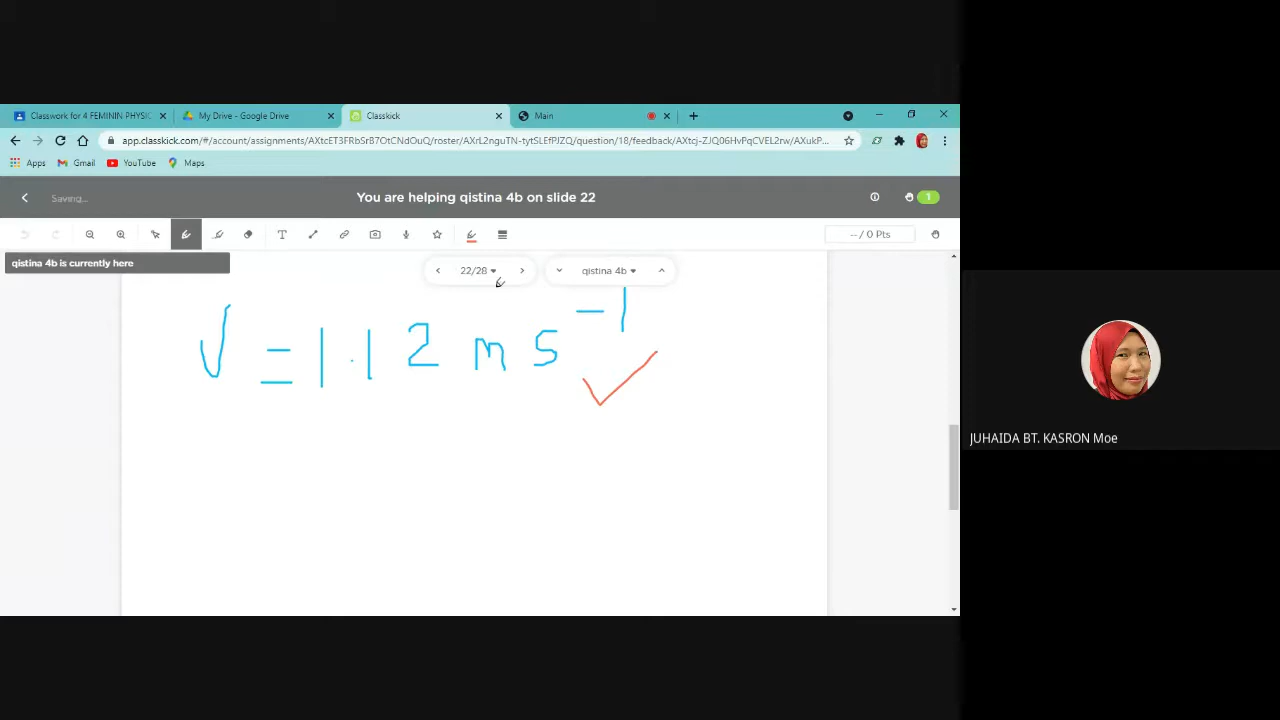 Classwork for 4 FEMININ PHYSIC
My Drive - Google Drive
Classkick
Main
app.classkick.com/#/account/assignments/AXtcET3FRbSrB7OtCNdOuQ/roster/AXrL2nguTN-tytSLEfPJZQ/question/18/feedback/AXtcj-ZJQ06HvPqCVEL2rw/AXukP...
Apps
Gmail
YouTube
Maps
Saving...
You are helping qistina 4b on slide 22
1
T
-- / 0 Pts
qistina 4b is currently here
22/28
qistina 4b
V = 1.12 m s⁻¹
JUHAIDA BT. KASRON Moe